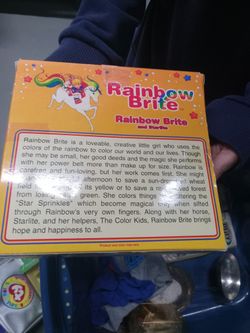 Rainbow
Brite
Rainbow Brite
and Starlite
Rainbow Brite is a loveable, creative little girl who uses the
colors of the rainbow to color our world and our lives. Though
she may be small, her good deeds and the magic she performs
with her power belt more than make up for size. Rainbow is
carefree and fun-loving, but her work comes first. She might
afternoon to save a sun-dren wheat
field its yellow or to save a forest
from losing green. She colors things by
"Star Sprinkles" which become magical when sifted
through Rainbow's very own fingers. Along with her horse,
Starlite, and her helpers, The Color Kids, Rainbow Brite brings
hope and happiness to all.